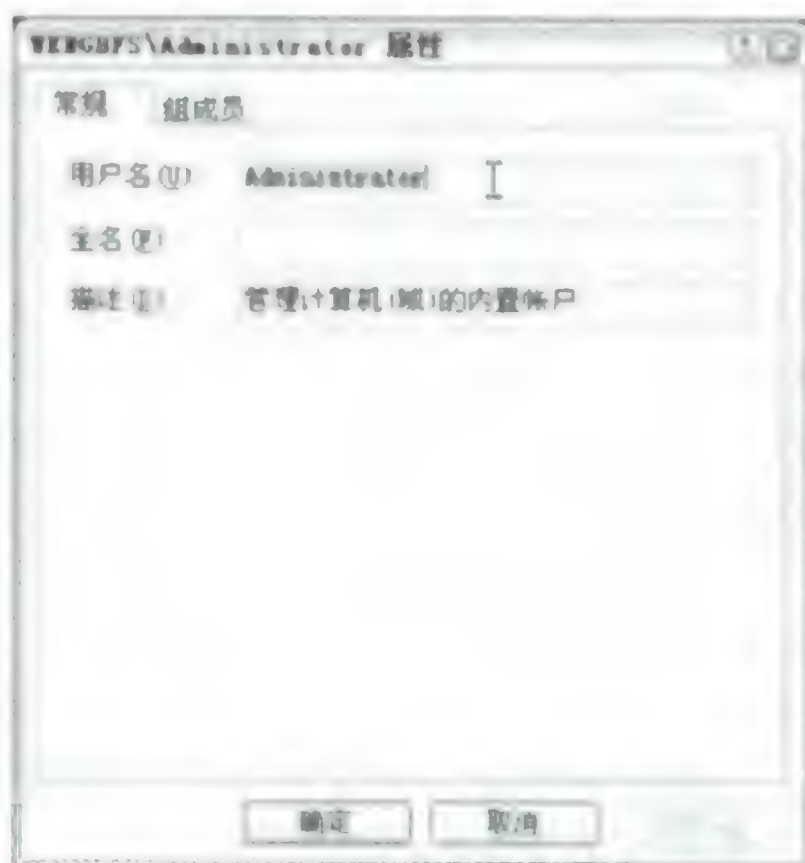 \Administrator 属性
常规 组成员
用户名(U) Administrator
全名(F)
描述(D) 管理计算机(域)的内置帐户
确定 取消